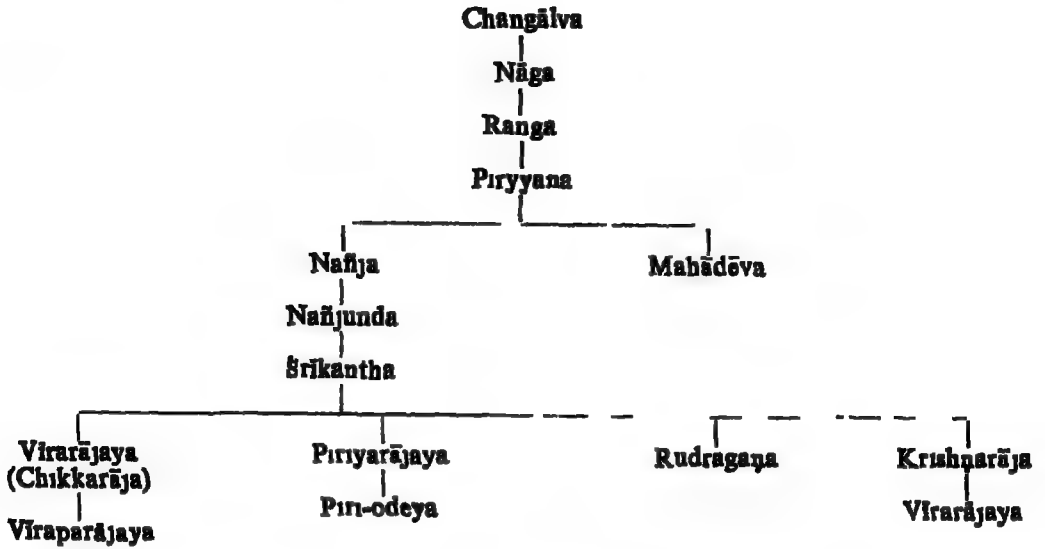 Changālva
Nāga
Ranga
Piryyana
Nañja Mahādēva
Nañjunda
Śrīkantha
Vīrarājaya Piriyarājaya Rudragaṇa Krishṇarāja
(Chikkarāja)
Piri-odeya Vīrarājaya
Vīraparājaya